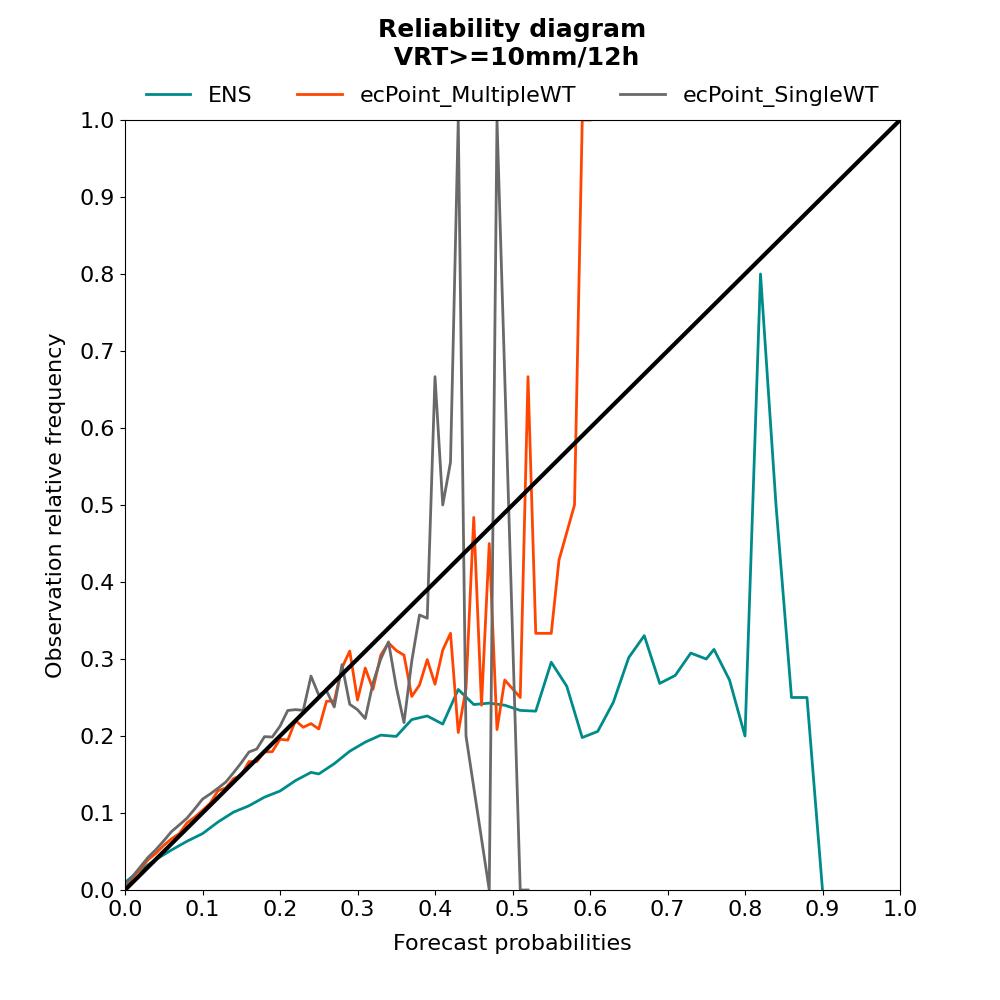 Reliability diagram
VRT>=10mm/12h
ENS ecPoint_MultipleWT ecPoint_SingleWT
1.0
0.9
0.8
0.7
0.6
0.5
0.4
0.3
0.2
0.1
0.0
Observation relative frequency
0.0 0.1 0.2 0.3 0.4 0.5 0.6 0.7 0.8 0.9 1.0
Forecast probabilities